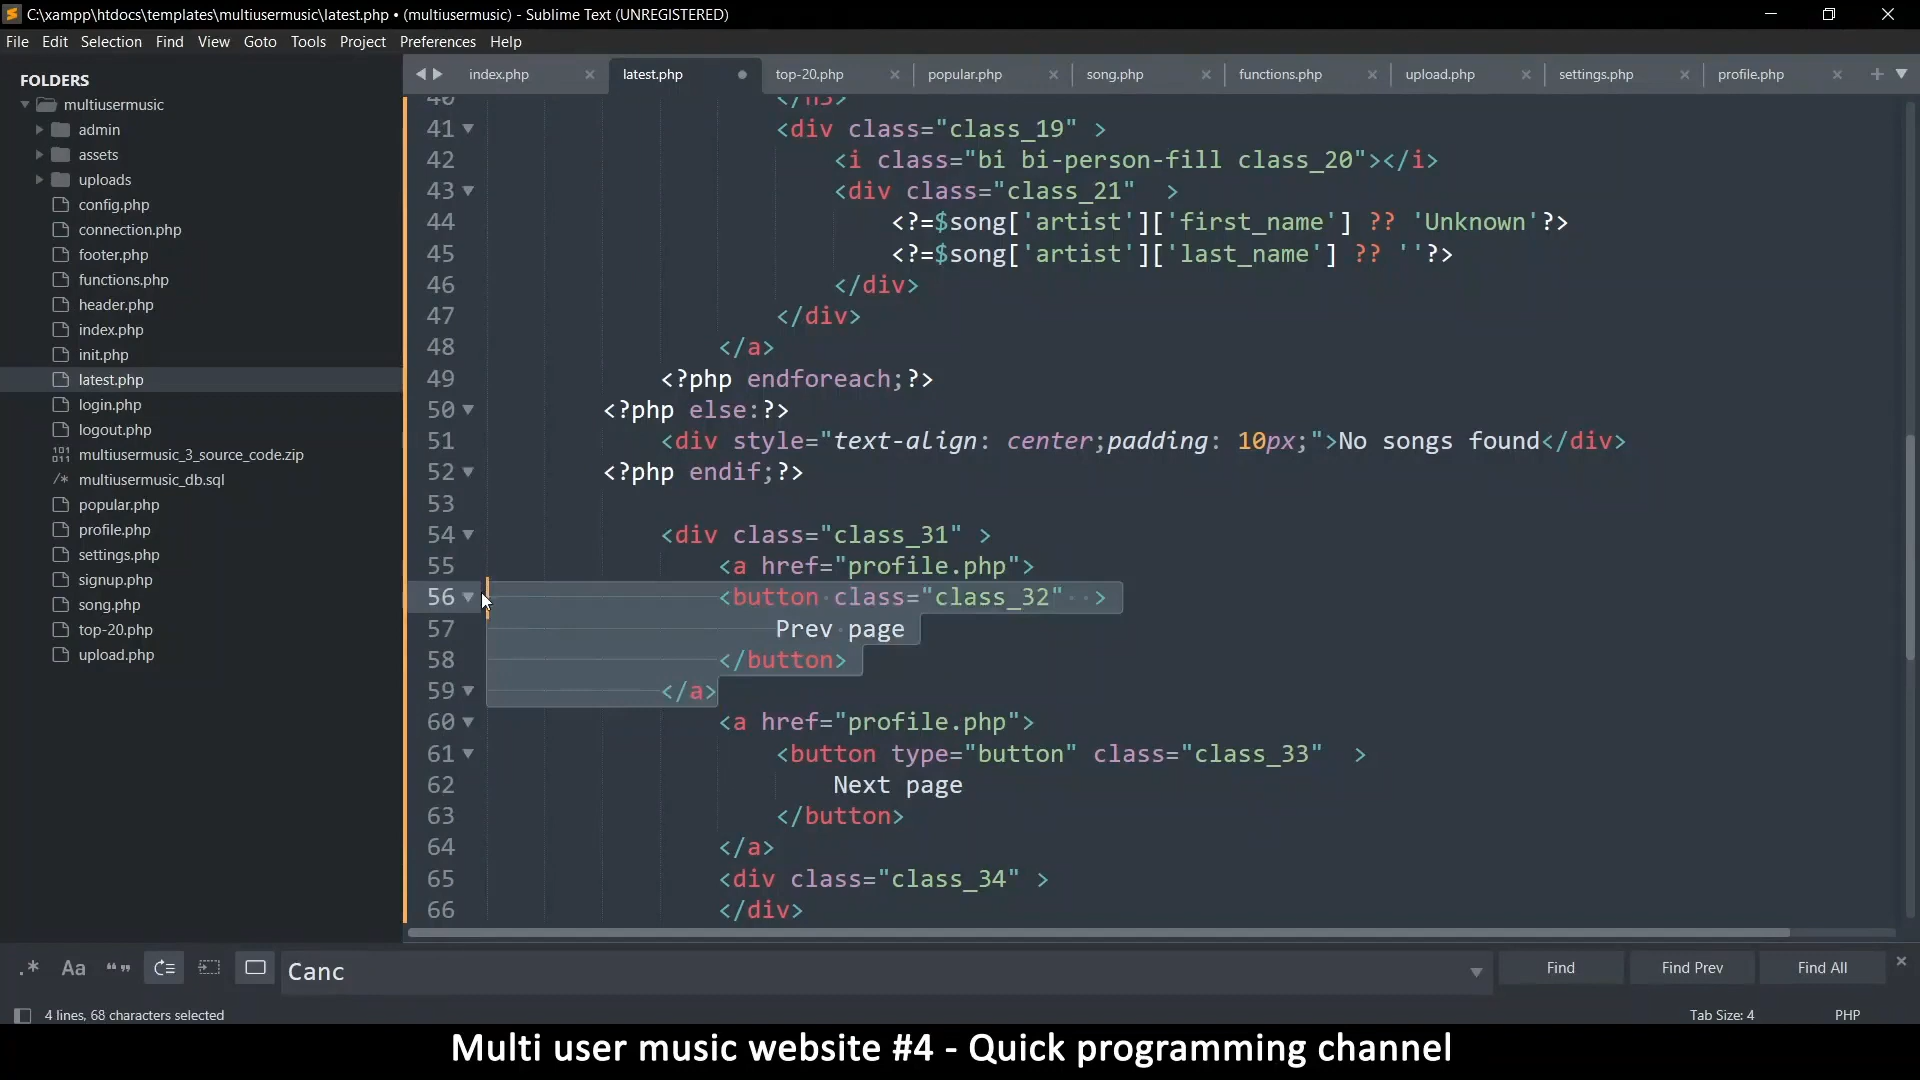 C:\xampp\htdocs\templates\multiusermusic\latest.php • (multiusermusic) - Sublime Text (UNREGISTERED)
File Edit Selection Find View Goto Tools Project Preferences Help
FOLDERS
multiusermusic
admin
assets
uploads
config.php
connection.php
footer.php
functions.php
header.php
index.php
init.php
latest.php
login.php
logout.php
multiusermusic_3_source_code.zip
/* multiusermusic_db.sql
popular.php
profile.php
settings.php
signup.php
song.php
top-20.php
upload.php
index.php latest.php top-20.php popular.php song.php functions.php upload.php settings.php profile.php
40 </h3>
41 <div class="class_19" >
42 <i class="bi bi-person-fill class_20"></i>
43 <div class="class_21"  >
44 <?=$song['artist']['first_name'] ?? 'Unknown'?>
45 <?=$song['artist']['last_name'] ?? ''?>
46 </div>
47 </div>
48 </a>
49 <?php endforeach;?>
50 <?php else:?>
51 <div style="text-align: center;padding: 10px;">No songs found</div>
52 <?php endif;?>
53
54 <div class="class_31" >
55 <a href="profile.php">
56 <button class="class_32"  >
57 Prev page
58 </button>
59 </a>
60 <a href="profile.php">
61 <button type="button" class="class_33"  >
62 Next page
63 </button>
64 </a>
65 <div class="class_34" >
66 </div>
.* Aa “” Canc Find Find Prev Find All
4 lines, 68 characters selected Tab Size: 4 PHP
Multi user music website #4 - Quick programming channel